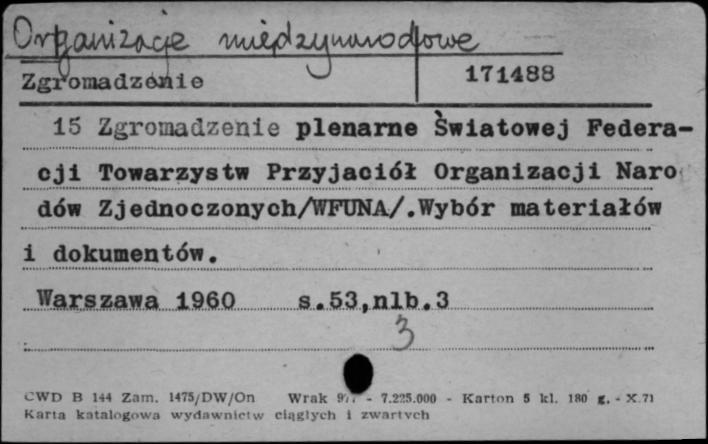 Organizacje międzynarodowe
Zgromadzenie 171488
15 Zgromadzenie plenarne Światowej Federa-
cji Towarzystw Przyjaciół Organizacji Naro
dów Zjednoczonych/WFUNA/.Wybór materiałów
i dokumentów.
Warszawa 1960 s.53,nlb.3
3
CWD B 144 Zam. 1475/DW/On Wrak - 7.225.000 - Karton 5 kl. 180 g. - X.71
Karta katalogowa wydawnictw ciągłych i zwartych